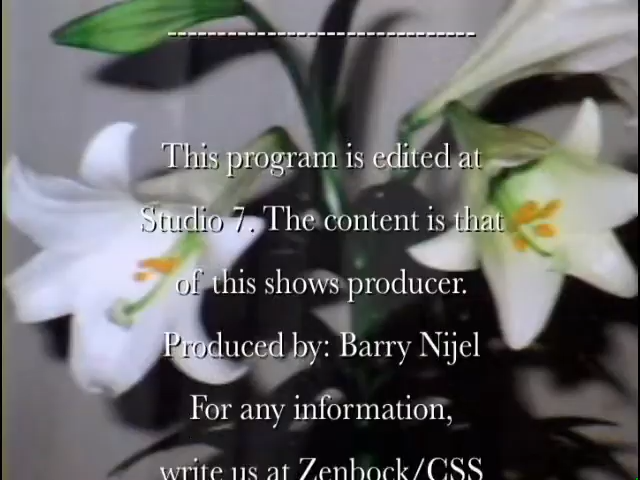 ------------------------------
This program is edited at
Studio 7. The content is that
of this shows producer.
Produced by: Barry Nijel
For any information,
write us at Zenbock/CSS